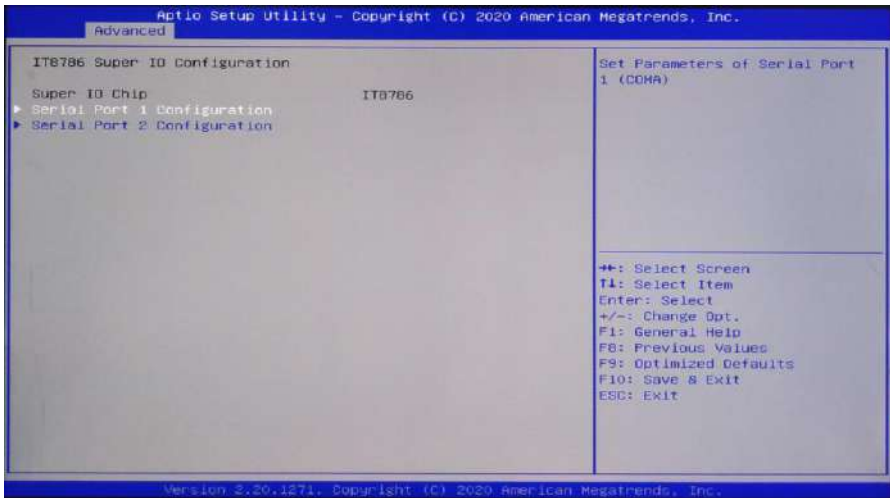 Aptio Setup Utility – Copyright (C) 2020 American Megatrends, Inc.
Advanced
IT8786 Super IO Configuration
Super IO Chip IT8786
Serial Port 1 Configuration
Serial Port 2 Configuration
Set Parameters of Serial Port
1 (COMA)
→←: Select Screen
↑↓: Select Item
Enter: Select
+/-: Change Opt.
F1: General Help
F8: Previous Values
F9: Optimized Defaults
F10: Save & Exit
ESC: Exit
Version 2.20.1271. Copyright (C) 2020 American Megatrends, Inc.